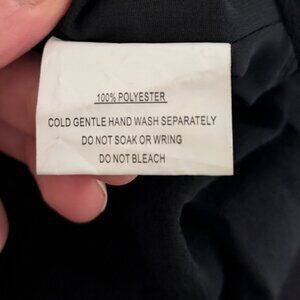 100% POLYESTER
COLD GENTLE HAND WASH SEPARATELY
DO NOT SOAK OR WRING
DO NOT BLEACH